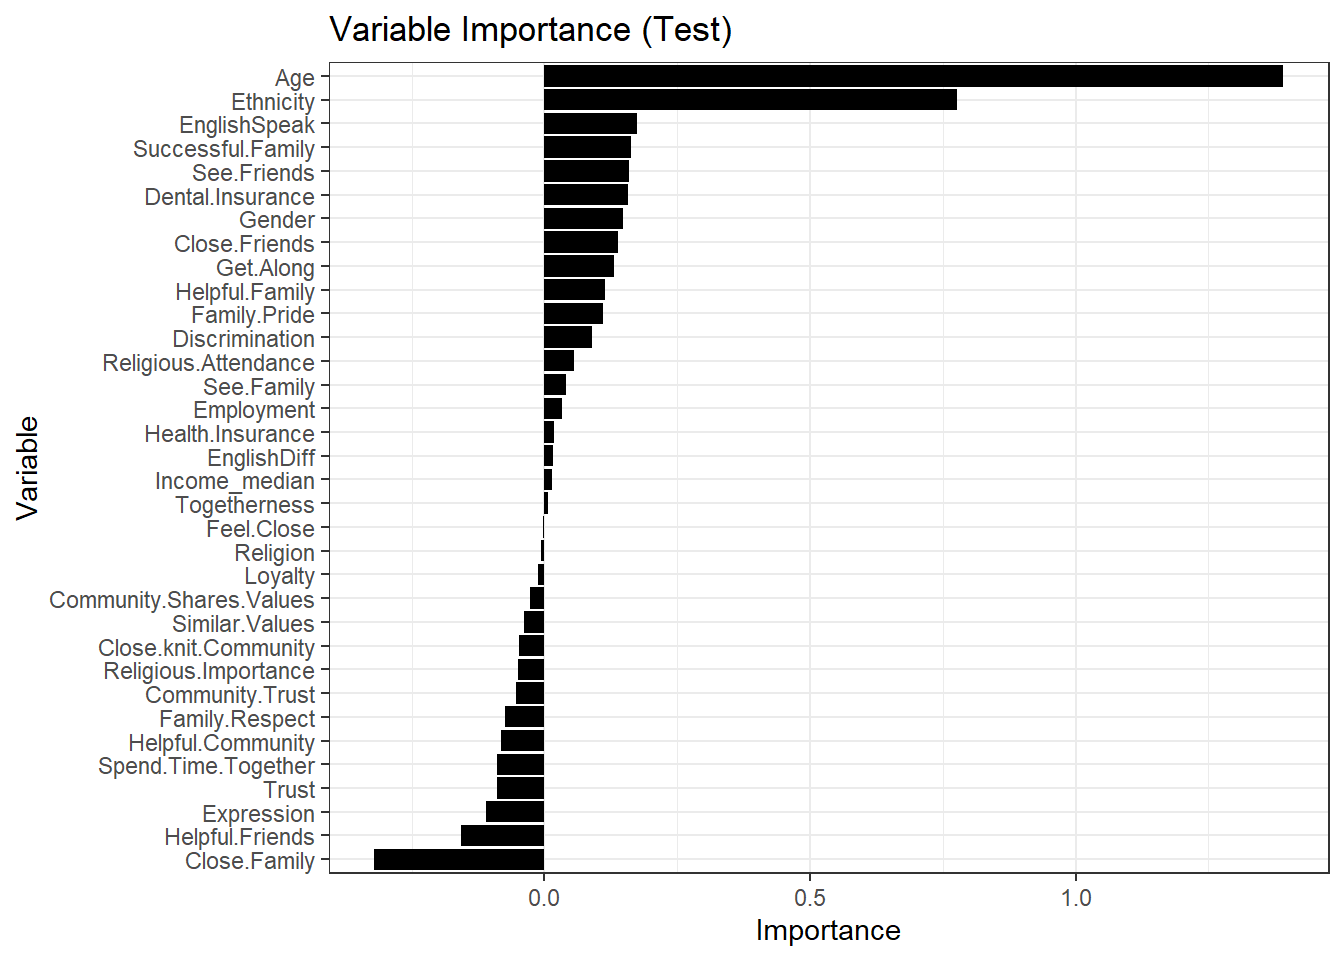 Variable Importance (Test)
Age
Ethnicity
EnglishSpeak
Successful.Family
See.Friends
Dental.Insurance
Gender
Close.Friends
Get.Along
Helpful.Family
Family.Pride
Discrimination
Religious.Attendance
See.Family
Employment
Health.Insurance
EnglishDiff
Income_median
Togetherness
Feel.Close
Religion
Loyalty
Community.Shares.Values
Similar.Values
Close.knit.Community
Religious.Importance
Community.Trust
Family.Respect
Helpful.Community
Spend.Time.Together
Trust
Expression
Helpful.Friends
Close.Family
Variable
0.0 0.5 1.0
Importance